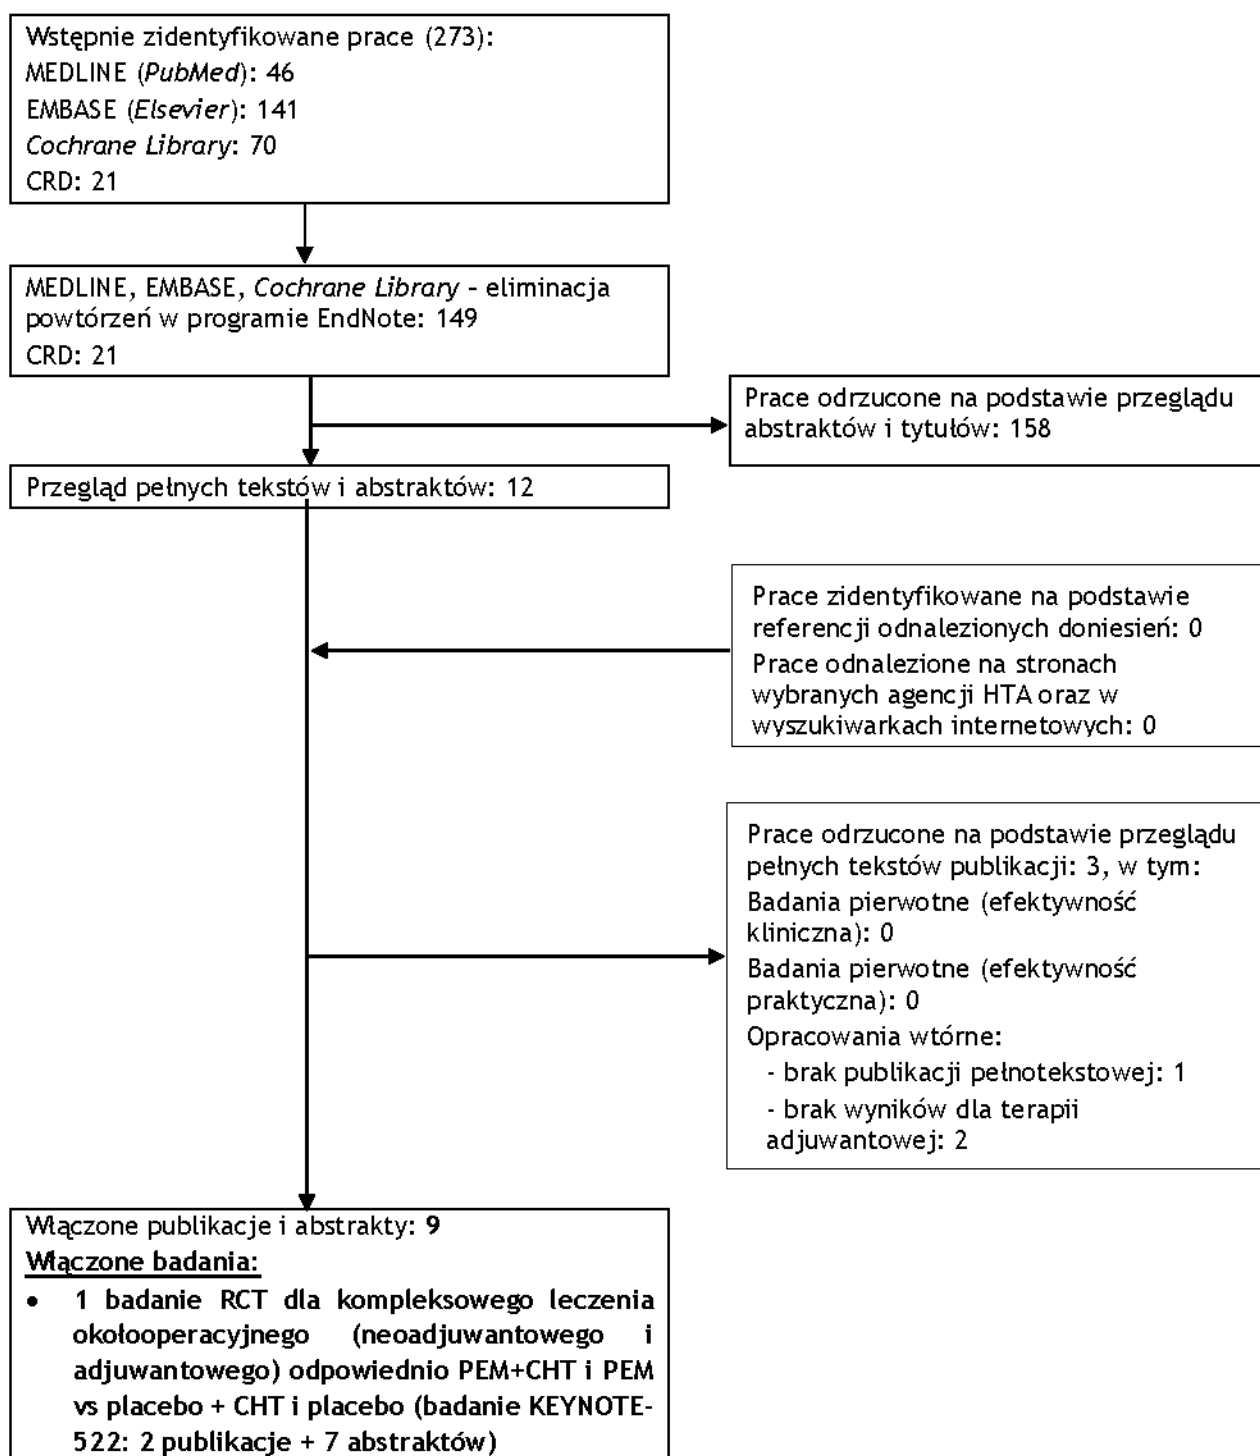 Wstępnie zidentyfikowane prace (273):
MEDLINE (PubMed): 46
EMBASE (Elsevier): 141
Cochrane Library: 70
CRD: 21
MEDLINE, EMBASE, Cochrane Library - eliminacja
powtórzeń w programie EndNote: 149
CRD: 21
Prace odrzucone na podstawie przeglądu
abstraktów i tytułów: 158
Przegląd pełnych tekstów i abstraktów: 12
Prace zidentyfikowane na podstawie
referencji odnalezionych doniesień: 0
Prace odnalezione na stronach
wybranych agencji HTA oraz w
wyszukiwarkach internetowych: 0
Prace odrzucone na podstawie przeglądu
pełnych tekstów publikacji: 3, w tym:
Badania pierwotne (efektywność
kliniczna): 0
Badania pierwotne (efektywność
praktyczna): 0
Opracowania wtórne:
- brak publikacji pełnotekstowej: 1
- brak wyników dla terapii
adjuwantowej: 2
Włączone publikacje i abstrakty: 9
Włączone badania:
• 1 badanie RCT dla kompleksowego leczenia
okołooperacyjnego (neoadjuwantowego i
adjuwantowego) odpowiednio PEM+CHT i PEM
vs placebo + CHT i placebo (badanie KEYNOTE-
522: 2 publikacje + 7 abstraktów)